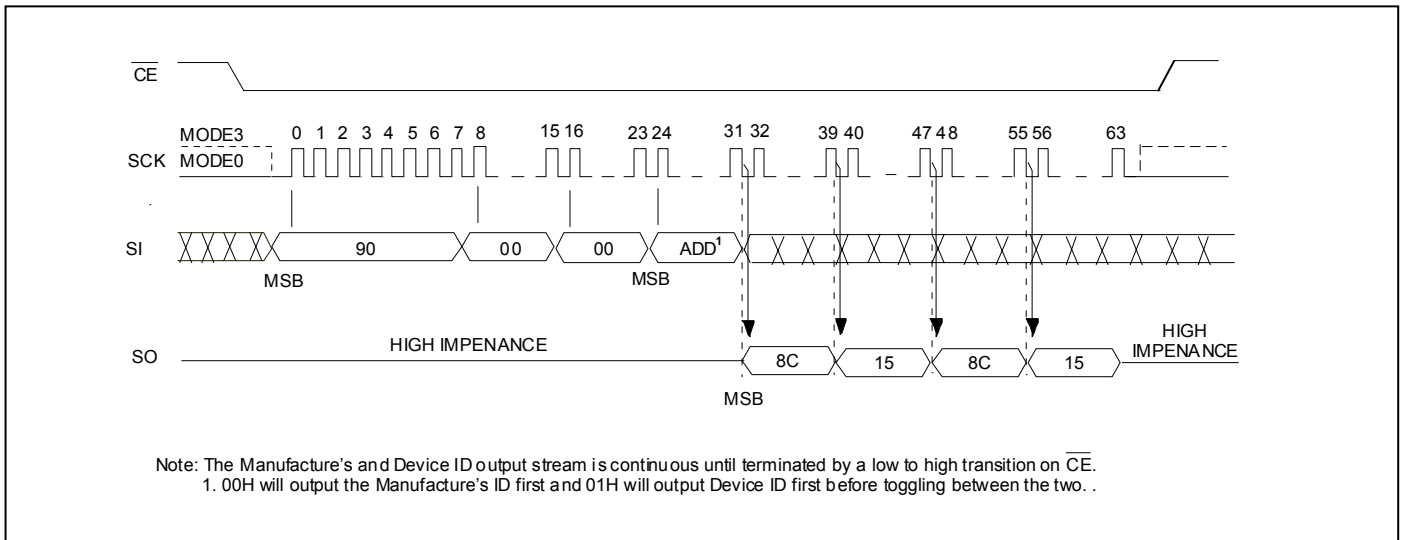 CE
MODE3 0 1 2 3 4 5 6 7 8 15 16 23 24 31 32 39 40 47 48 55 56 63
SCK MODE0
SI 90 00 00 ADD1
MSB MSB
SO HIGH IMPENANCE 8C 15 8C 15 HIGH IMPENANCE
MSB
Note: The Manufacture's and Device ID output stream is continuous until terminated by a low to high transition on CE.
1. 00H will output the Manufacture's ID first and 01H will output Device ID first before toggling between the two. .